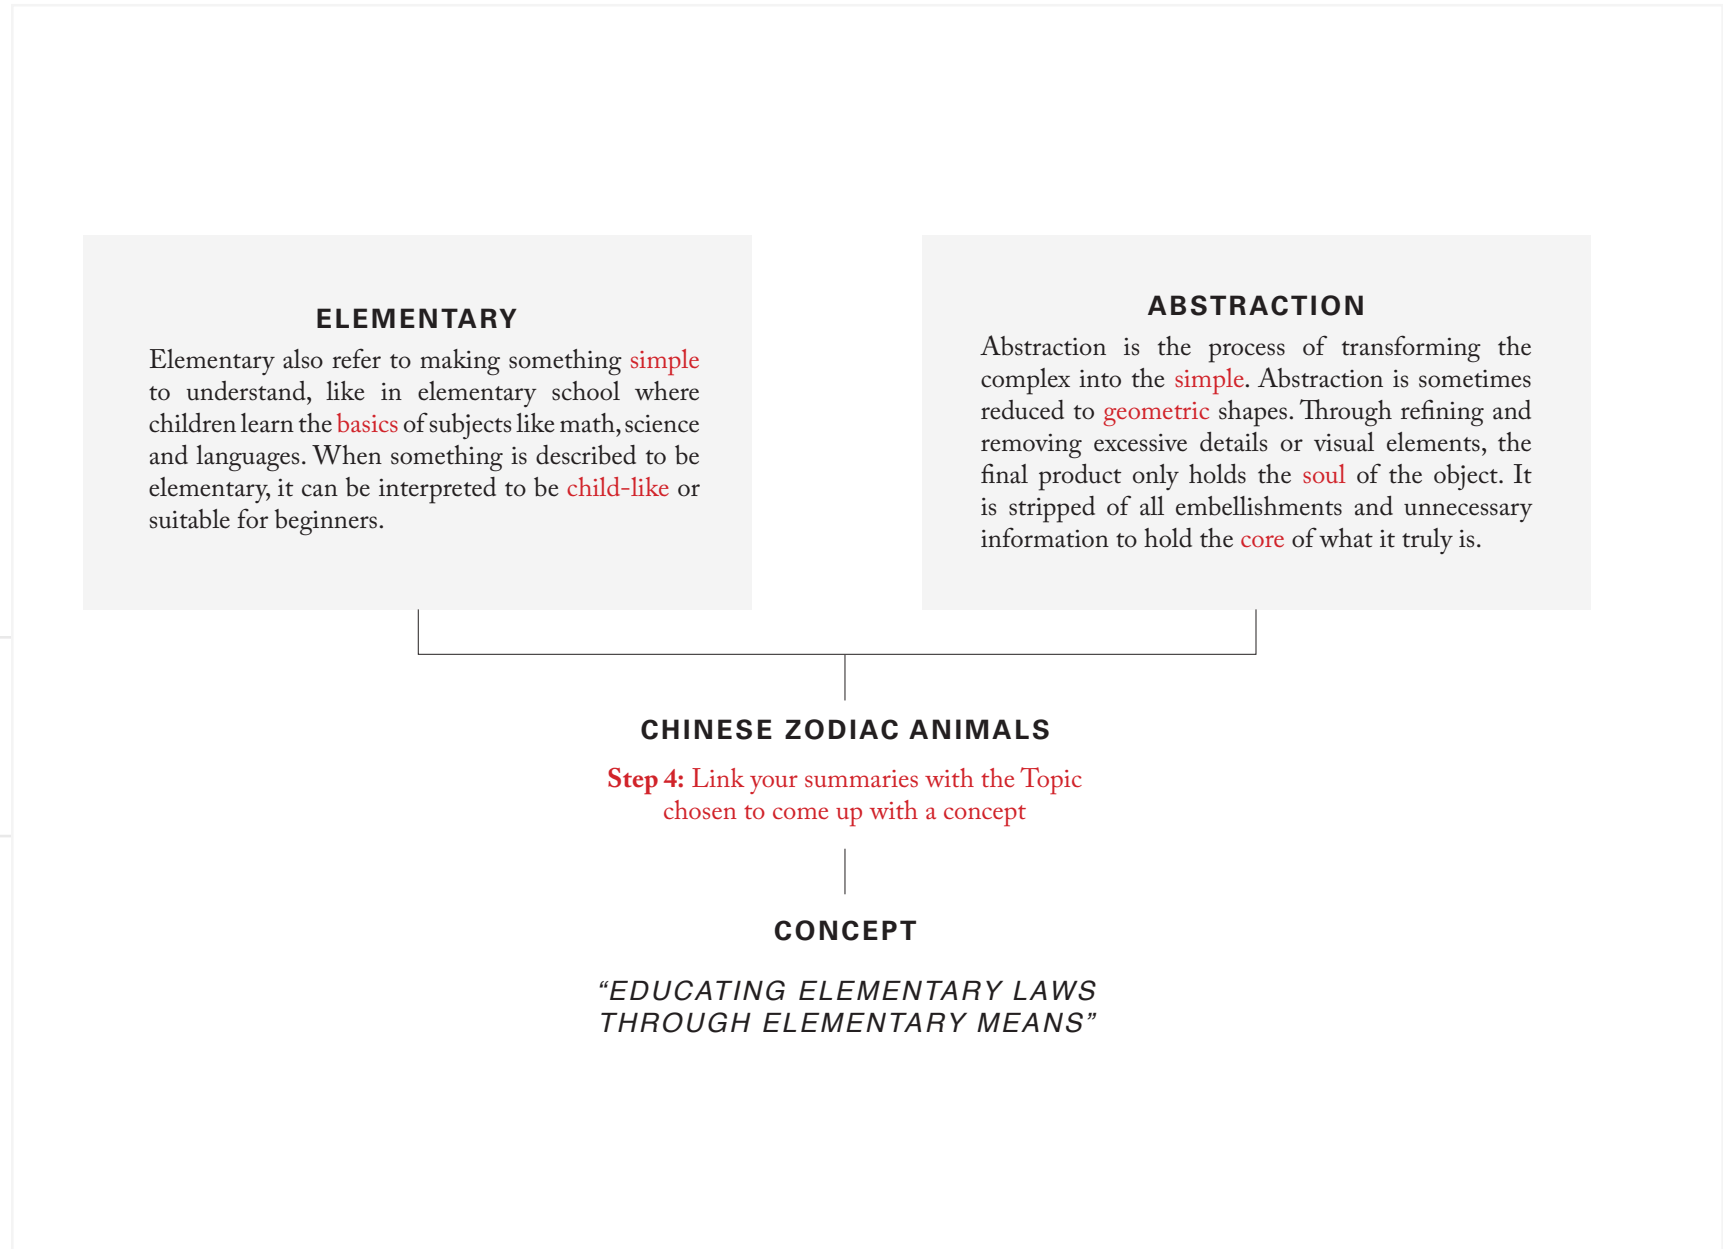 ELEMENTARY
Elementary also refer to making something simple
to understand, like in elementary school where
children learn the basics of subjects like math, science
and languages. When something is described to be
elementary, it can be interpreted to be child-like or
suitable for beginners.
ABSTRACTION
Abstraction is the process of transforming the
complex into the simple. Abstraction is sometimes
reduced to geometric shapes. Through refining and
removing excessive details or visual elements, the
final product only holds the soul of the object. It
is stripped of all embellishments and unnecessary
information to hold the core of what it truly is.
CHINESE ZODIAC ANIMALS
Step 4: Link your summaries with the Topic
chosen to come up with a concept
CONCEPT
“EDUCATING ELEMENTARY LAWS
THROUGH ELEMENTARY MEANS”